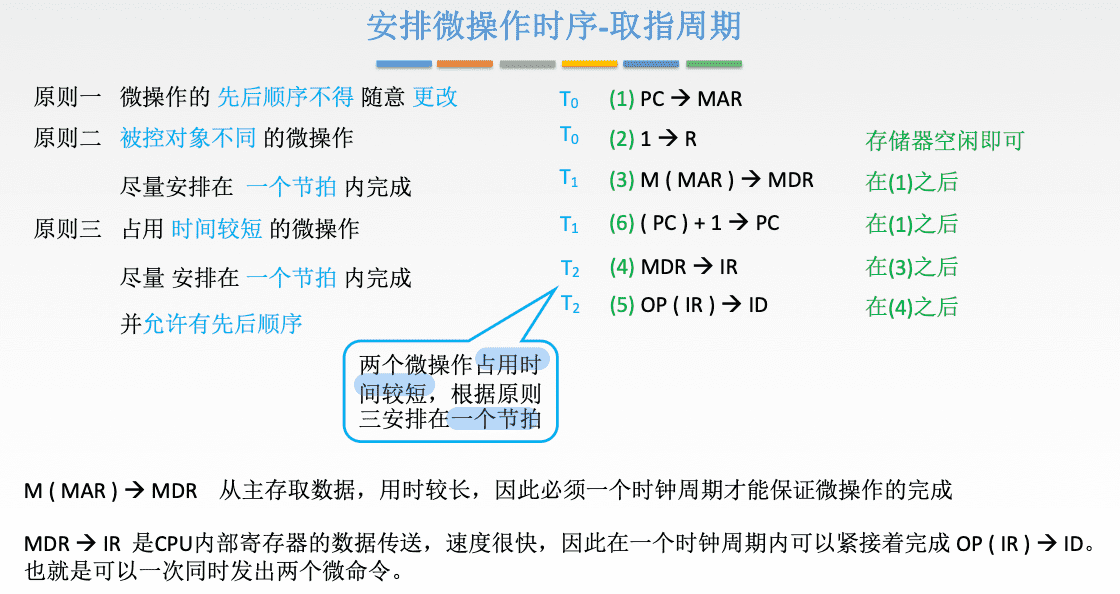 安排微操作时序-取指周期
原则一 微操作的 先后顺序不得 随意 更改
原则二 被控对象不同 的微操作
尽量安排在 一个节拍 内完成
原则三 占用 时间较短 的微操作
尽量 安排在 一个节拍 内完成
并允许有先后顺序
T0 (1) PC → MAR
T0 (2) 1 → R 存储器空闲即可
T1 (3) M ( MAR ) → MDR 在(1)之后
T1 (6) ( PC ) + 1 → PC 在(1)之后
T2 (4) MDR → IR 在(3)之后
T2 (5) OP ( IR ) → ID 在(4)之后
两个微操作占用时
间较短，根据原则
三安排在一个节拍
M ( MAR ) → MDR 从主存取数据，用时较长，因此必须一个时钟周期才能保证微操作的完成
MDR → IR 是CPU内部寄存器的数据传送，速度很快，因此在一个时钟周期内可以紧接着完成 OP ( IR ) → ID。
也就是可以一次同时发出两个微命令。